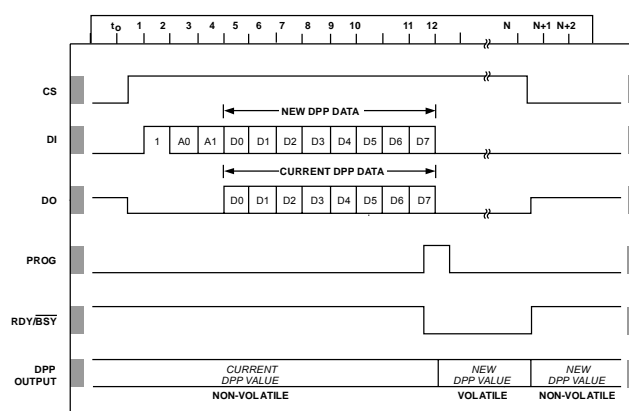 to 1 2 3 4 5 6 7 8 9 10 11 12 N N+1 N+2
CS
NEW DPP DATA
DI 1 A0 A1 D0 D1 D2 D3 D4 D5 D6 D7
CURRENT DPP DATA
DO D0 D1 D2 D3 D4 D5 D6 D7
PROG
RDY/BSY
DPP OUTPUT
CURRENT DPP VALUE
NON-VOLATILE
NEW DPP VALUE
VOLATILE
NEW DPP VALUE
NON-VOLATILE